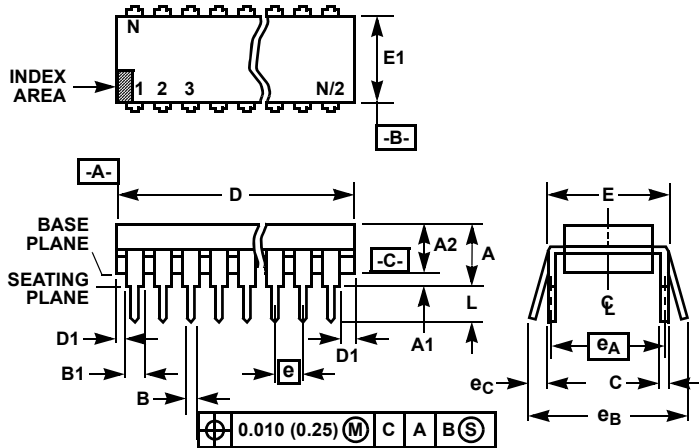 N
E1
INDEX
AREA
1 2 3 N/2
-B-
-A-
D
E
BASE
PLANE
A2
A
-C-
SEATING
PLANE
L
℄
D1
A1
D1
eA
B1
e
eC
C
B
eB
⌖ 0.010 (0.25) Ⓜ C A B Ⓢ